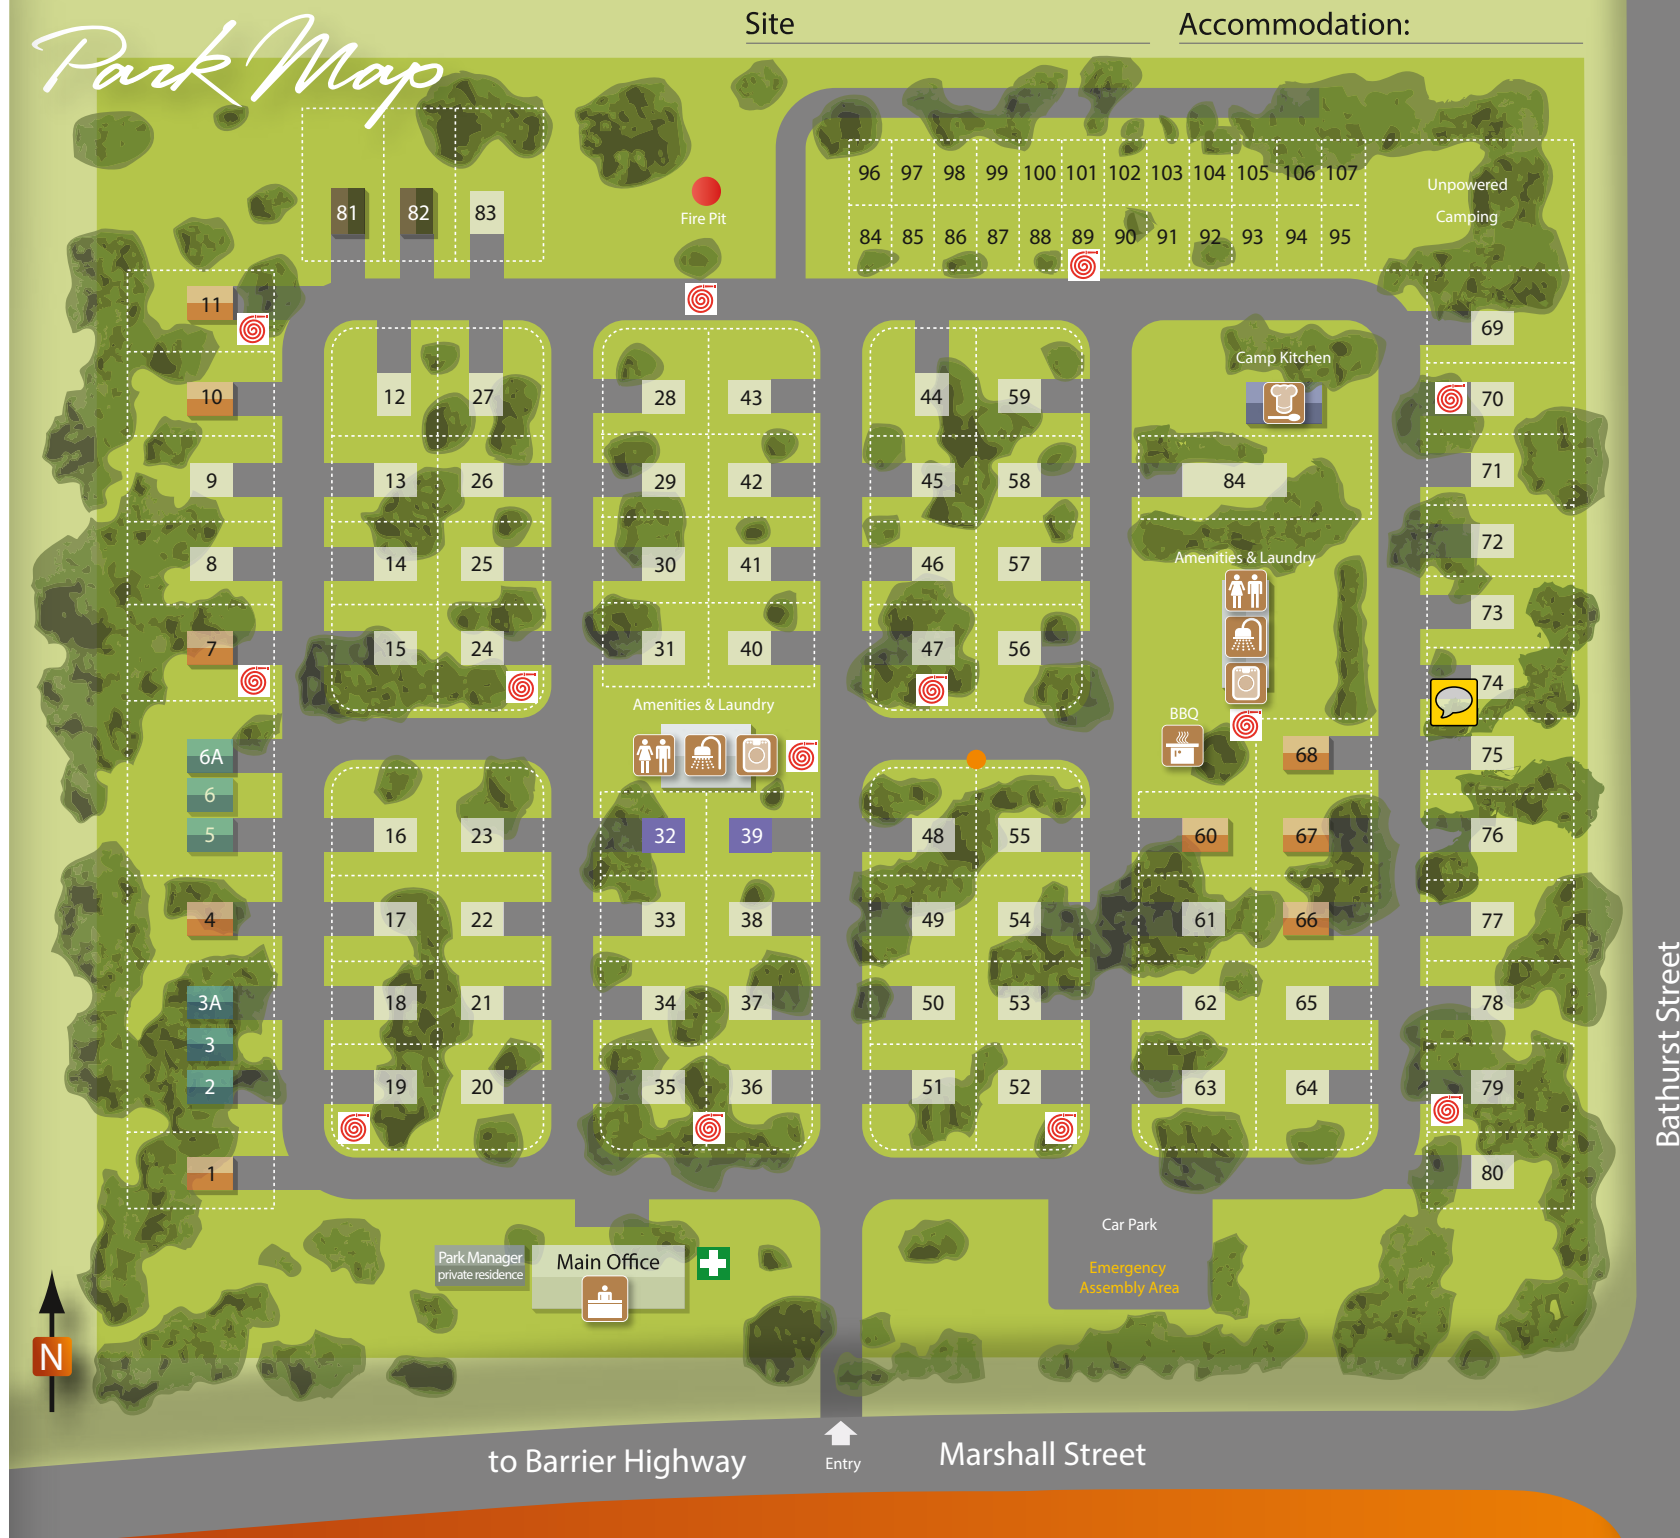 Park Map
Site
Accommodation:
96 97 98 99 100 101 102 103 104 105 106 107
Unpowered
Camping
81 82 83
Fire Pit
84 85 86 87 88 89 90 91 92 93 94 95
11
69
Camp Kitchen
10 12 27 28 43 44 59 70
9 13 26 29 42 45 58 84 71
8 14 25 30 41 46 57 72
Amenities & Laundry
73
7 15 24 31 40 47 56
74
Amenities & Laundry
BBQ
6A 68 75
6
5 16 23 32 39 48 55 60 67 76
4 17 22 33 38 49 54 61 66 77
3A 18 21 34 37 50 53 62 65 78
3
2 19 20 35 36 51 52 63 64 79
1 80
Bathurst Street
Car Park
Emergency
Assembly Area
Park Manager
private residence
Main Office
N
to Barrier Highway
Entry
Marshall Street